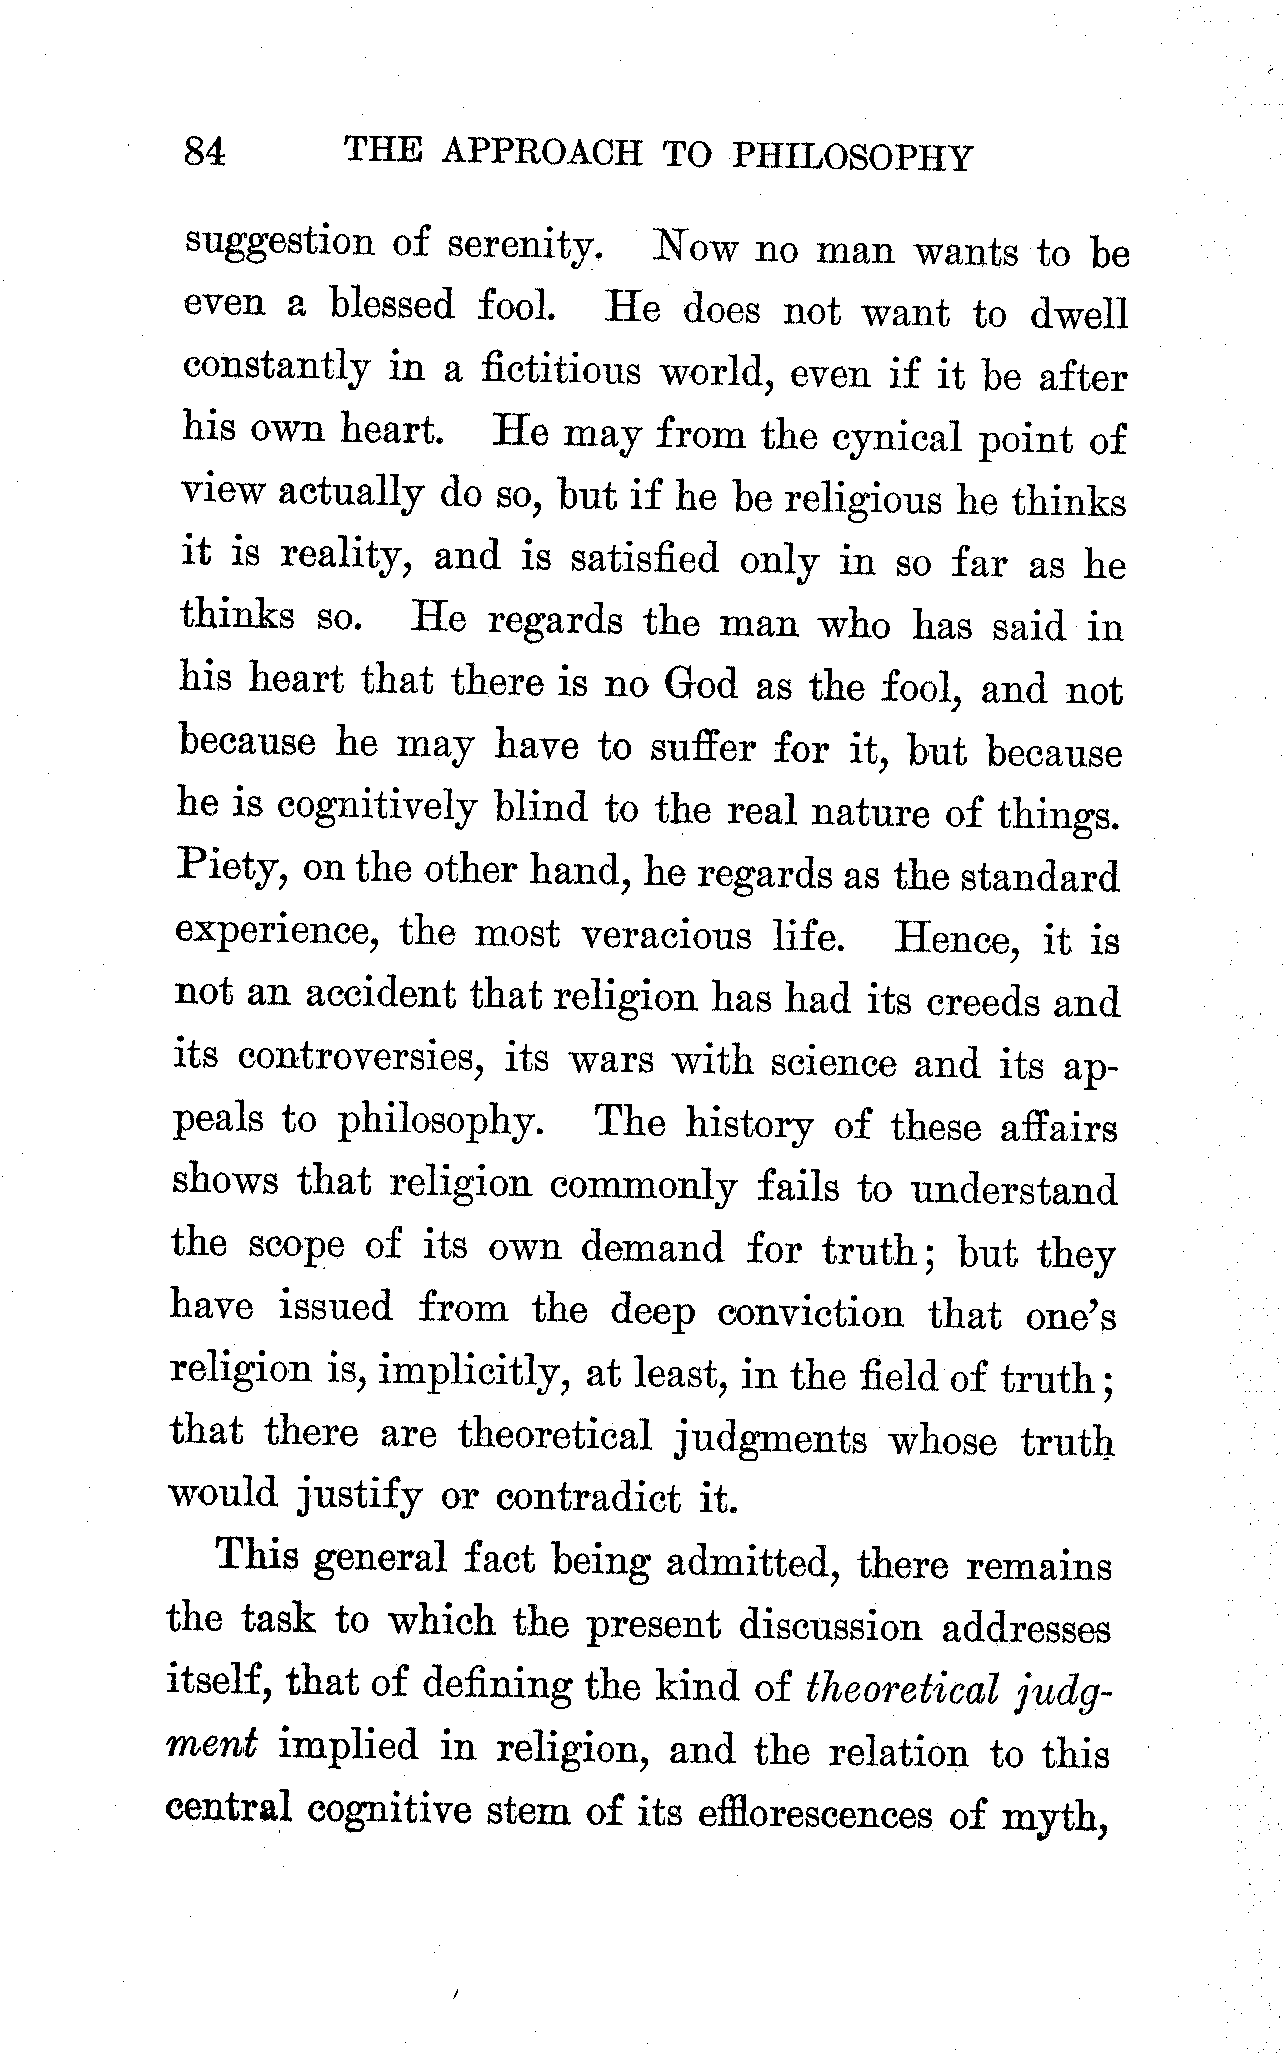 84 THE APPROACH TO PHILOSOPHY
suggestion of serenity. Now no man wants to be
even a blessed fool. He does not want to dwell
constantly in a fictitious world, even if it be after
his own heart. He may from the cynical point of
view actually do so, but if he be religious he thinks
it is reality, and is satisfied only in so far as he
thinks so. He regards the man who has said in
his heart that there is no God as the fool, and not
because he may have to suffer for it, but because
he is cognitively blind to the real nature of things.
Piety, on the other hand, he regards as the standard
experience, the most veracious life. Hence, it is
not an accident that religion has had its creeds and
its controversies, its wars with science and its ap-
peals to philosophy. The history of these affairs
shows that religion commonly fails to understand
the scope of its own demand for truth; but they
have issued from the deep conviction that one's
religion is, implicitly, at least, in the field of truth;
that there are theoretical judgments whose truth
would justify or contradict it.
This general fact being admitted, there remains
the task to which the present discussion addresses
itself, that of defining the kind of theoretical judg-
ment implied in religion, and the relation to this
central cognitive stem of its efflorescences of myth,